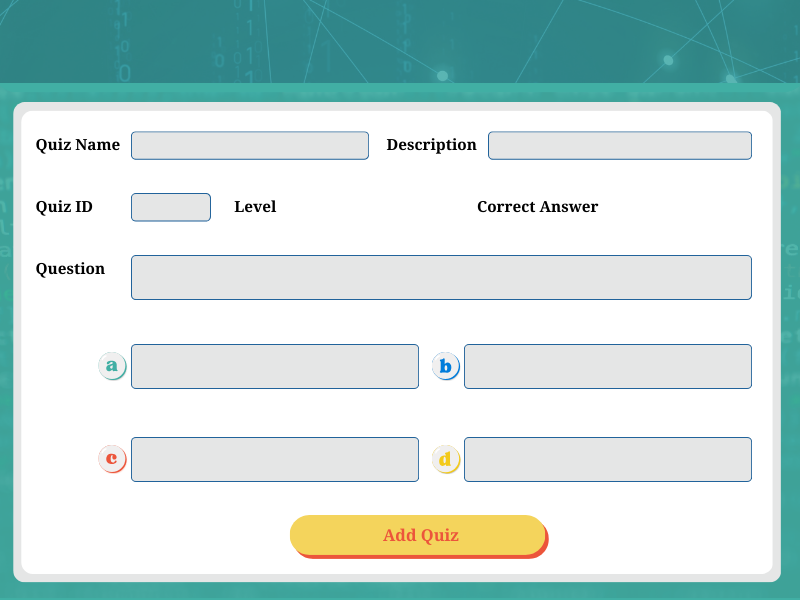 Quiz Name Description
Quiz ID Level Correct Answer
Question
a b
c d
Add Quiz